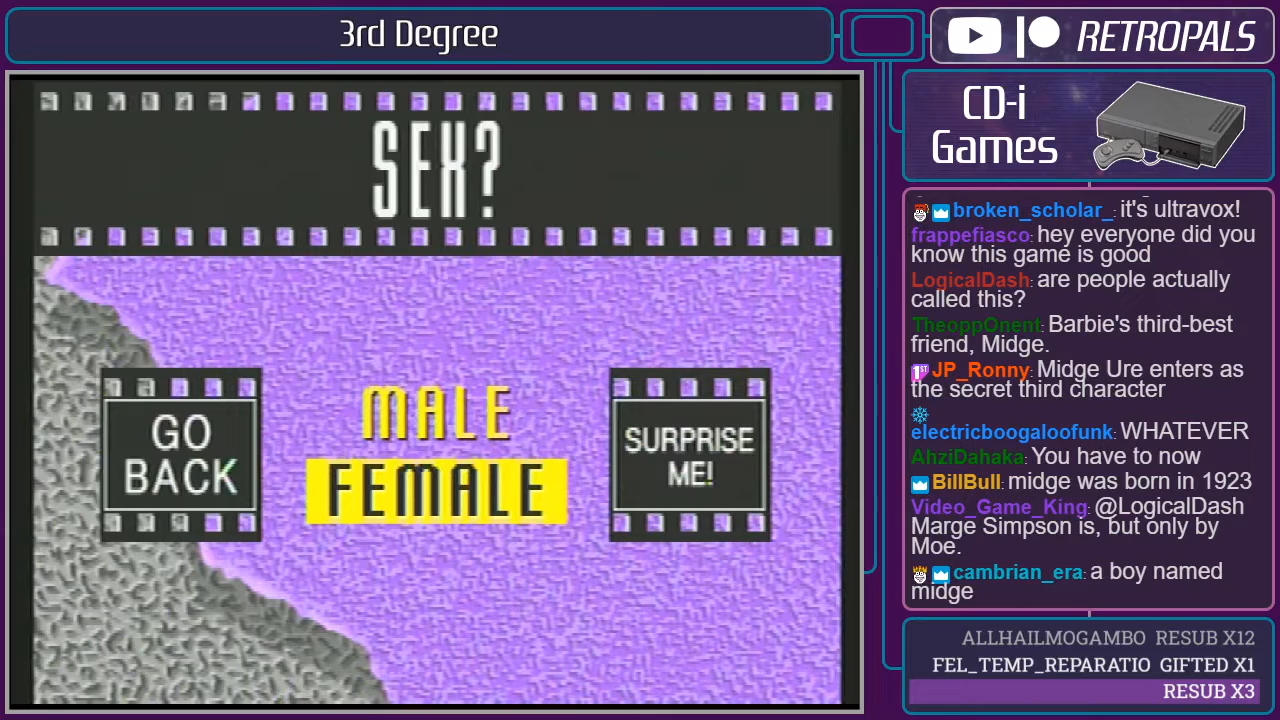 3rd Degree
RETROPALS
CD-i
Games
SEX?
GO
BACK
MALE
FEMALE
SURPRISE
ME!
broken_scholar_: it's ultravox!
frappefiasco: hey everyone did you
know this game is good
LogicalDash: are people actually
called this?
TheoppOnent: Barbie's third-best
friend, Midge.
1ST JP_Ronny: Midge Ure enters as
the secret third character
electricboogaloofunk: WHATEVER
AhziDahaka: You have to now
BillBull: midge was born in 1923
Video_Game_King: @LogicalDash
Marge Simpson is, but only by
Moe.
cambrian_era: a boy named
midge
ALLHAILMOGAMBO RESUB X12
FEL_TEMP_REPARATIO GIFTED X1
RESUB X3